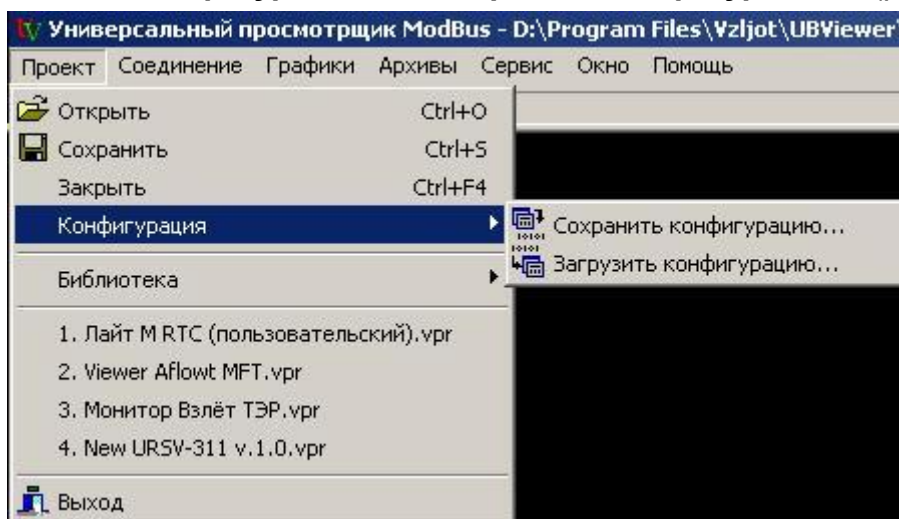 Универсальный просмотрщик ModBus - D:\Program Files\Vzljot\UBViewer\
Проект Соединение Графики Архивы Сервис Окно Помощь
Открыть Ctrl+O
Сохранить Ctrl+S
Закрыть Ctrl+F4
Конфигурация
Сохранить конфигурацию...
Загрузить конфигурацию...
Библиотека
1. Лайт М RTC (пользовательский).vpr
2. Viewer Aflowt MFT.vpr
3. Монитор Взлёт ТЭР.vpr
4. New URSV-311 v.1.0.vpr
Выход